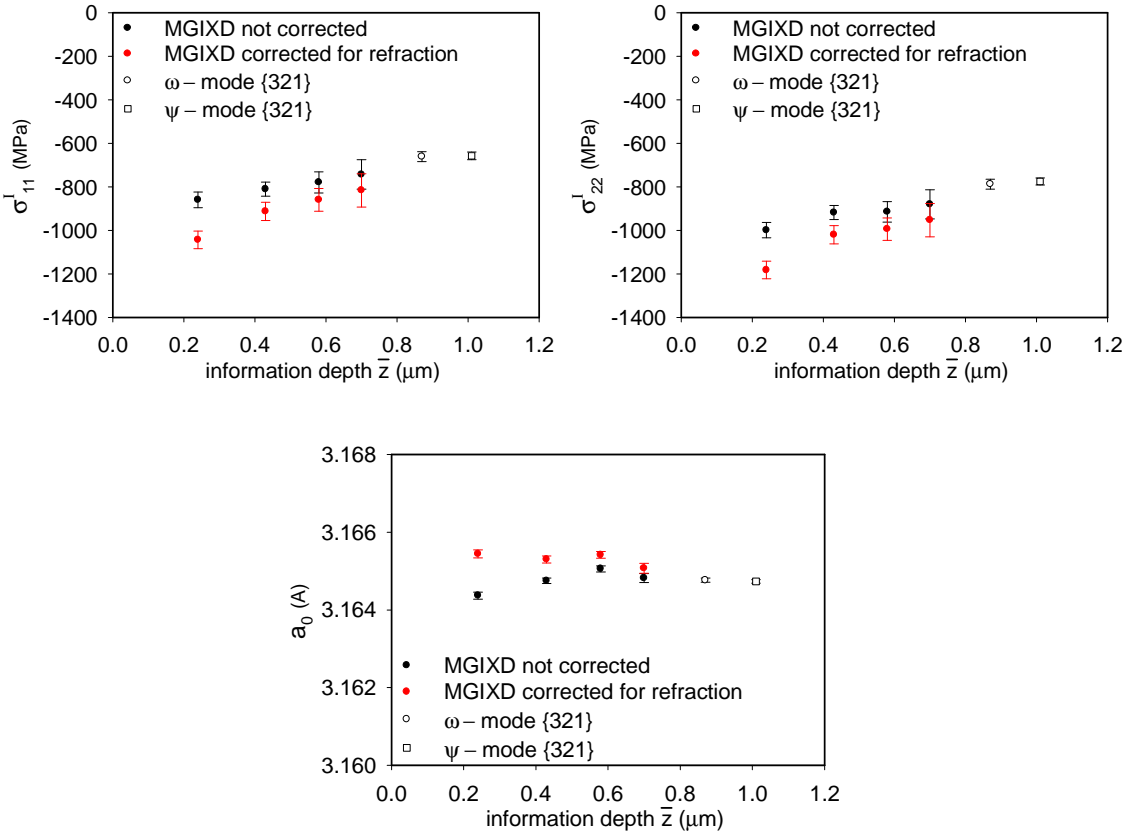 0
-200
-400
-600
-800
-1000
-1200
-1400
σ^I_11 (MPa)
MGIXD not corrected
MGIXD corrected for refraction
ω – mode {321}
ψ – mode {321}
0.0 0.2 0.4 0.6 0.8 1.0 1.2
information depth z̅ (μm)
0
-200
-400
-600
-800
-1000
-1200
-1400
σ^I_22 (MPa)
MGIXD not corrected
MGIXD corrected for refraction
ω – mode {321}
ψ – mode {321}
0.0 0.2 0.4 0.6 0.8 1.0 1.2
information depth z̅ (μm)
3.168
3.166
3.164
3.162
3.160
a_0 (A)
MGIXD not corrected
MGIXD corrected for refraction
ω – mode {321}
ψ – mode {321}
0.0 0.2 0.4 0.6 0.8 1.0 1.2
information depth z̅ (μm)